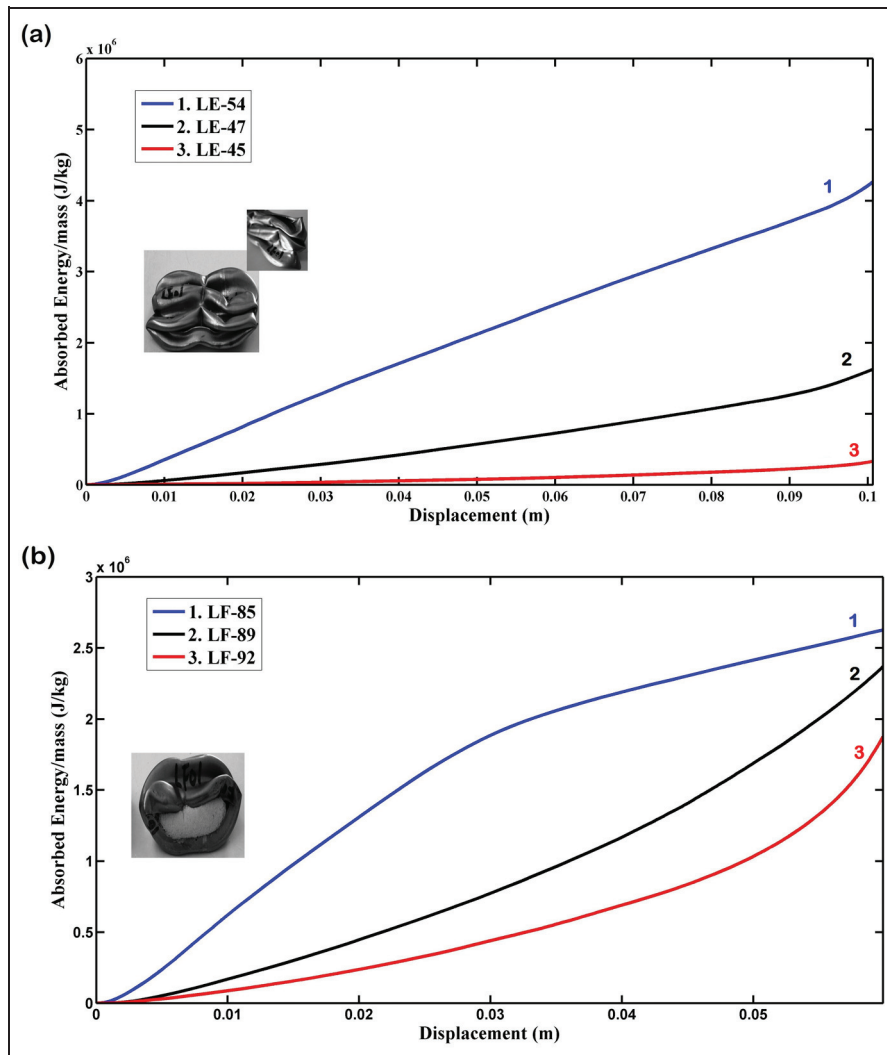 (a)
x 10⁶
6
5
4
3
2
1
0
Absorbed Energy/mass (J/kg)
1. LE-54
2. LE-47
3. LE-45
1
2
3
0 0.01 0.02 0.03 0.04 0.05 0.06 0.07 0.08 0.09 0.1
Displacement (m)
(b)
x 10⁶
3
2.5
2
1.5
1
0.5
0
Absorbed Energy/mass (J/kg)
1. LF-85
2. LF-89
3. LF-92
LF01
1
2
3
0 0.01 0.02 0.03 0.04 0.05
Displacement (m)